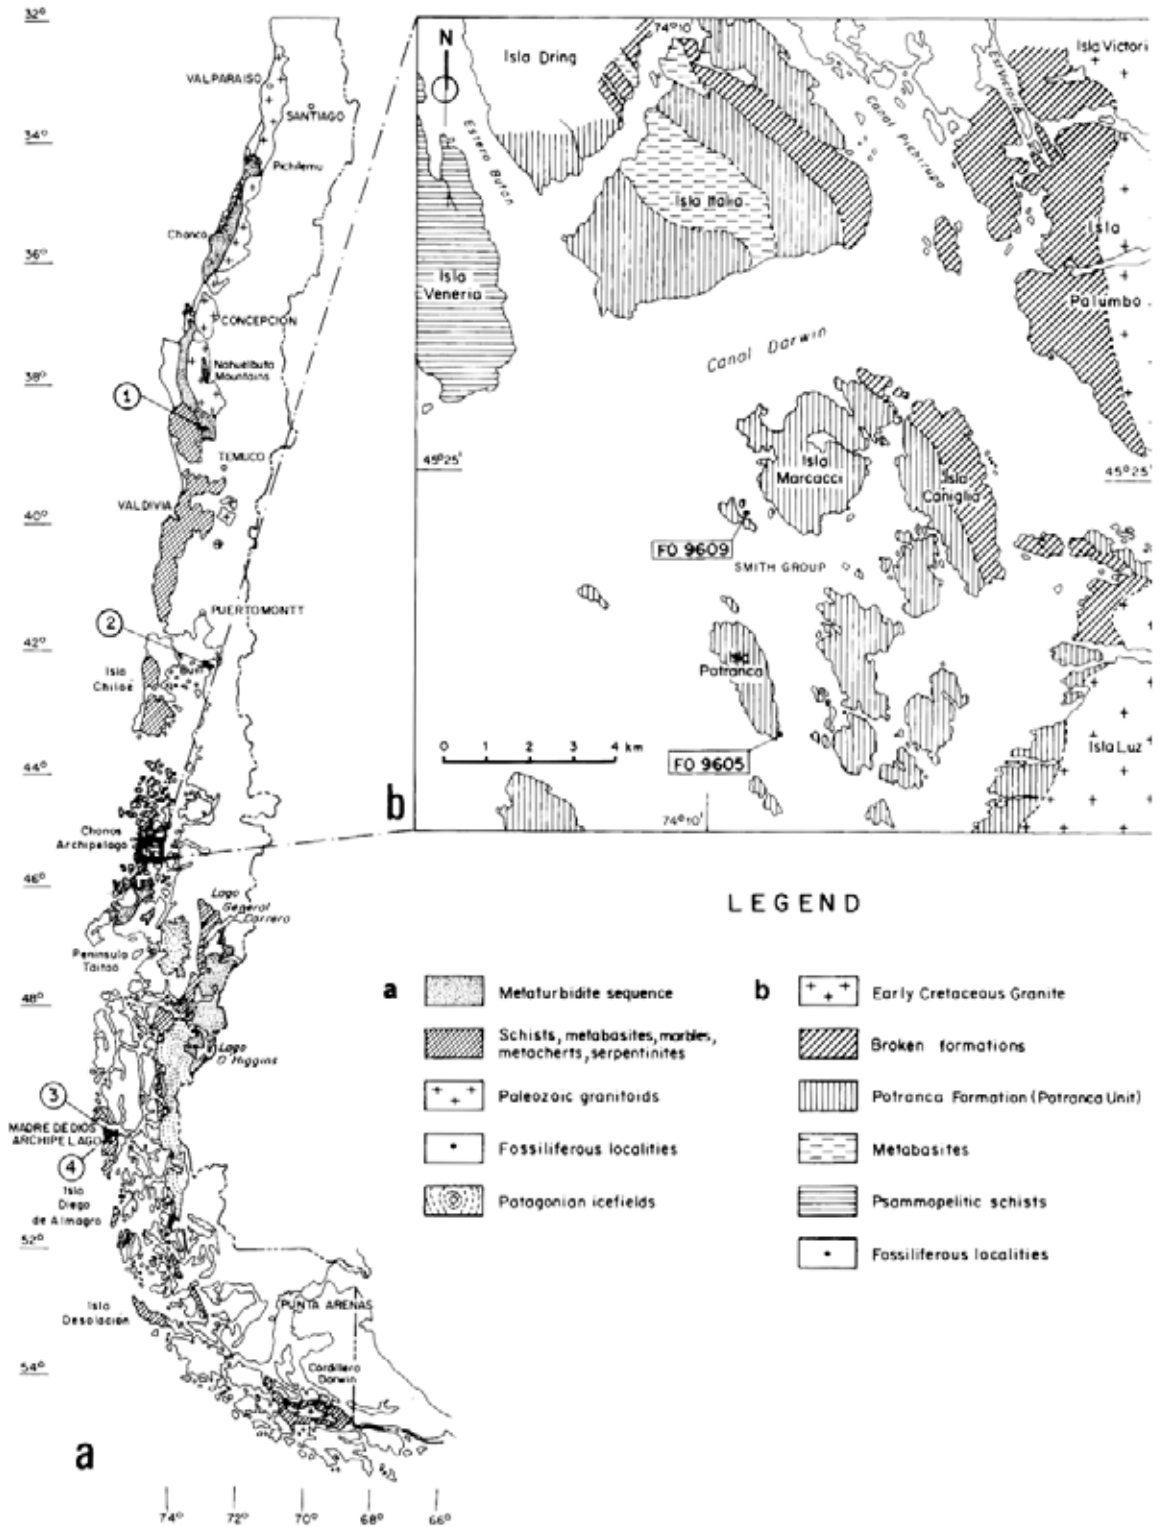 32°
34°
36°
38°
40°
42°
44°
46°
48°
52°
54°
74°
72°
70°
68°
66°
VALPARAISO
SANTIAGO
Pichilemu
Chanco
CONCEPCION
Nahuelbuta
Mountains
1
TEMUCO
VALDIVIA
PUERTO MONTT
2
Isla
Chiloé
Chonos
Archipelago
Lago
General
Carrera
Peninsula
Taitao
Lago
O'Higgins
3
MADRE DE DIOS
ARCHIPELAGO
4
Isla
Diego
de Almagro
Isla
Desolación
PUNTA ARENAS
Cordillera
Darwin
a
N
74°10'
Isla Dring
Estero Bufan
Isla Italia
Isla
Veneria
Canal Pichirupa
Est Victoria
Isla Victori
Isla
Palumbo
Canal Darwin
45°25'
45°25'
Isla
Marcacci
Isla
Caniglia
FO 9609
SMITH GROUP
Isla
Potranca
FO 9605
Isla Luz
0 1 2 3 4 km
74°10'
b
LEGEND
a
Metaturbidite sequence
Schists, metabasites, marbles,
metacherts, serpentinites
Paleozoic granitoids
Fossiliferous localities
Patagonian icefields
b
Early Cretaceous Granite
Broken formations
Potranca Formation (Potranca Unit)
Metabasites
Psammopelitic schists
Fossiliferous localities